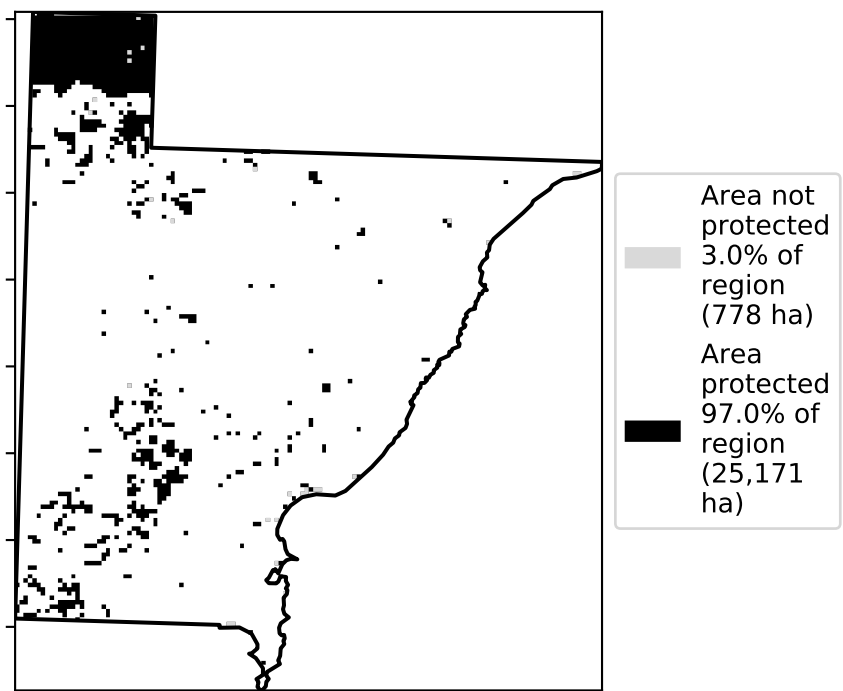 Area not
protected
3.0% of
region
(778 ha)
Area
protected
97.0% of
region
(25,171
ha)